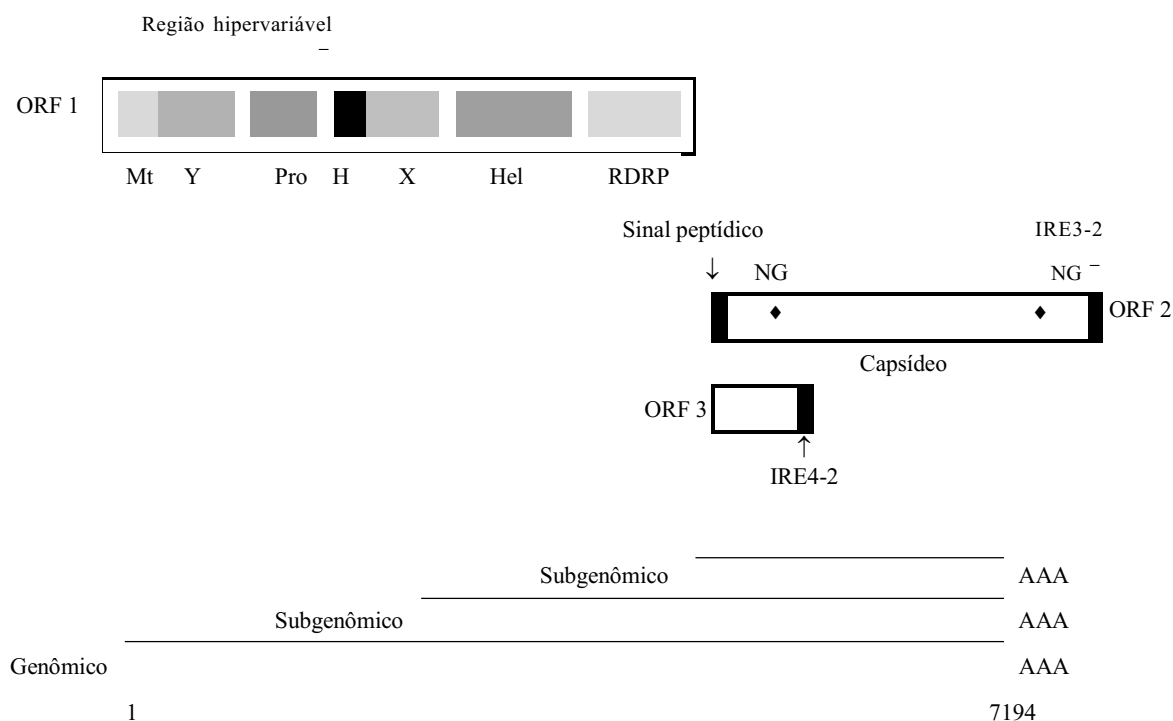 Região hipervariável
ORF 1
Mt Y Pro H X Hel RDRP
Sinal peptídico IRE3-2
↓ NG NG
ORF 2
Capsídeo
ORF 3
↑
IRE4-2
Subgenômico AAA
Subgenômico AAA
Genômico AAA
1 7194